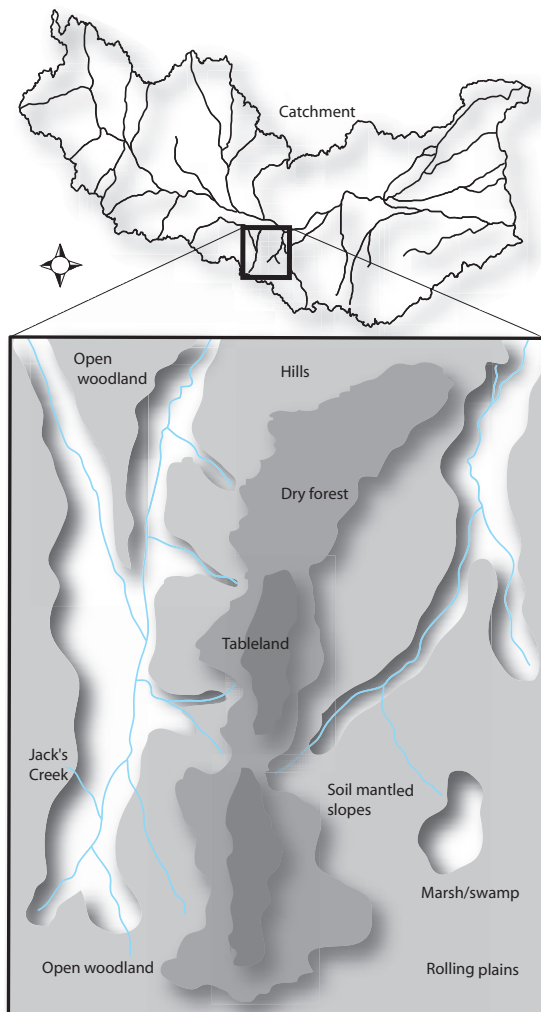 Catchment
Open
woodland
Hills
Dry forest
Tableland
Jack's
Creek
Soil mantled
slopes
Marsh/swamp
Open woodland
Rolling plains